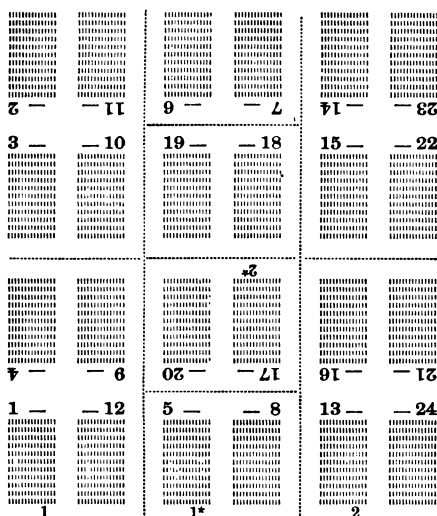 2 — — 11 6 — — 7 14 — — 23
3 — — 10 19 — — 18 15 — — 22
2*
4 — — 9 20 — — 17 16 — — 21
1 — — 12 5 — — 8 13 — — 24
1 1* 2